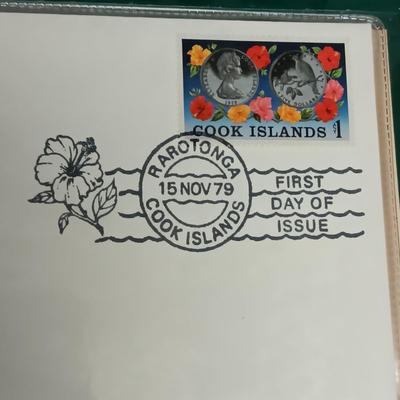 COOK ISLANDS $1
RAROTONGA
15 NOV 79
COOK ISLANDS
FIRST
DAY OF
ISSUE